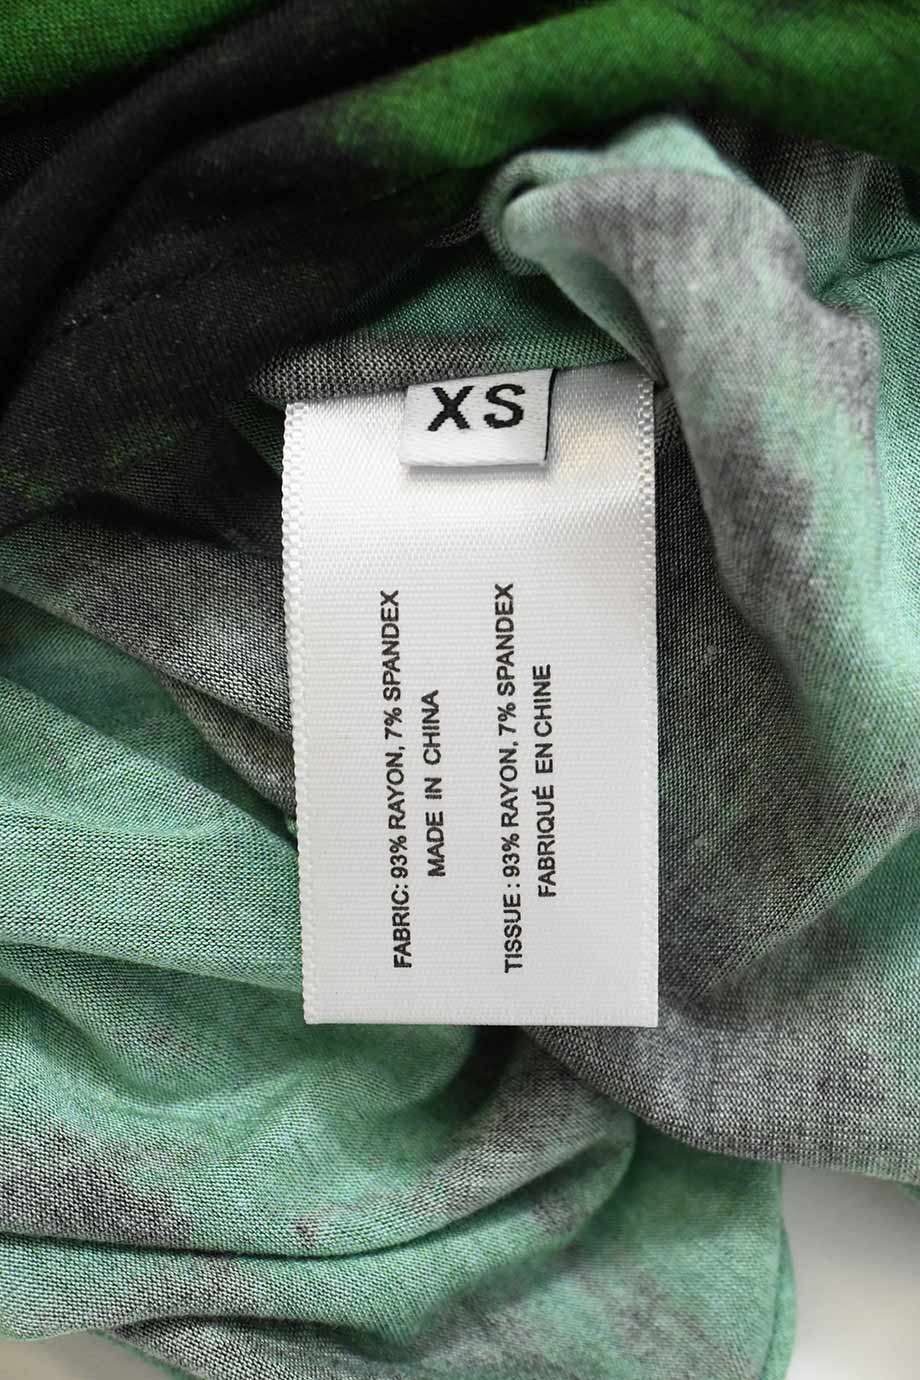 XS
FABRIC: 93% RAYON, 7% SPANDEX
MADE IN CHINA
TISSUE : 93% RAYON, 7% SPANDEX
FABRIQUÉ EN CHINE